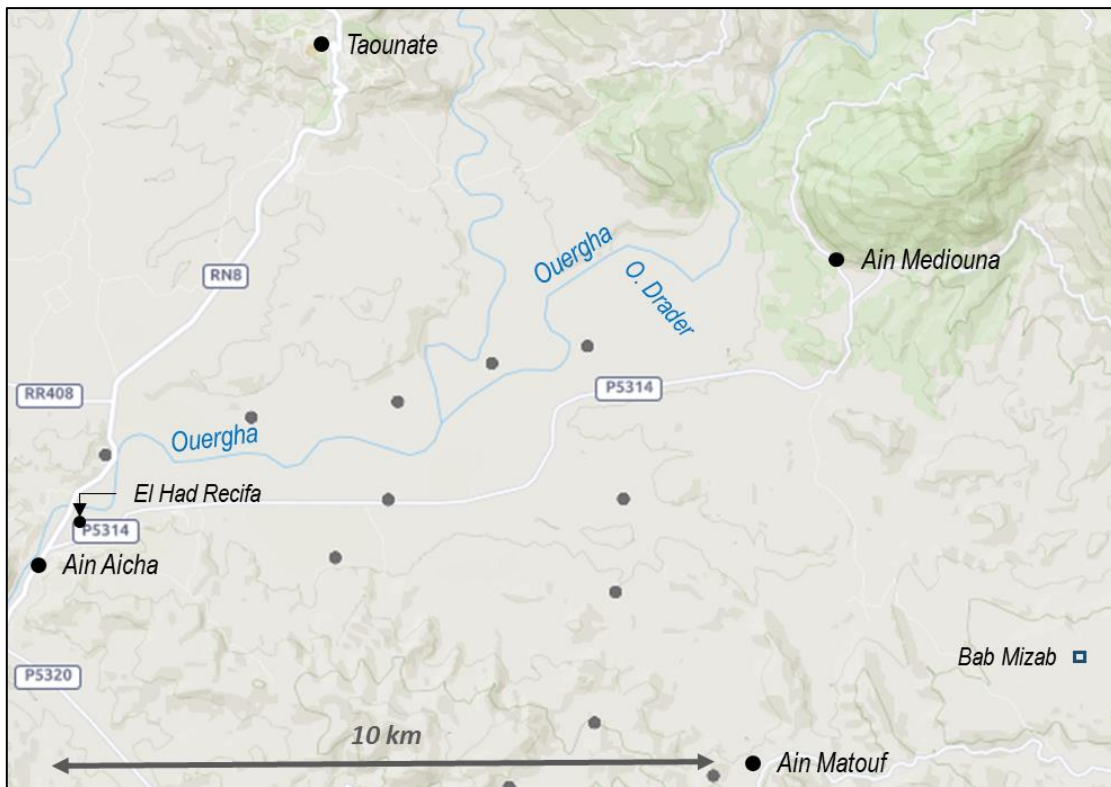 Taounate
Ouergha
Ain Mediouna
RN8
O. Drader
RR408
P5314
Ouergha
El Had Recifa
P5314
Ain Aicha
Bab Mizab
P5320
10 km
Ain Matouf